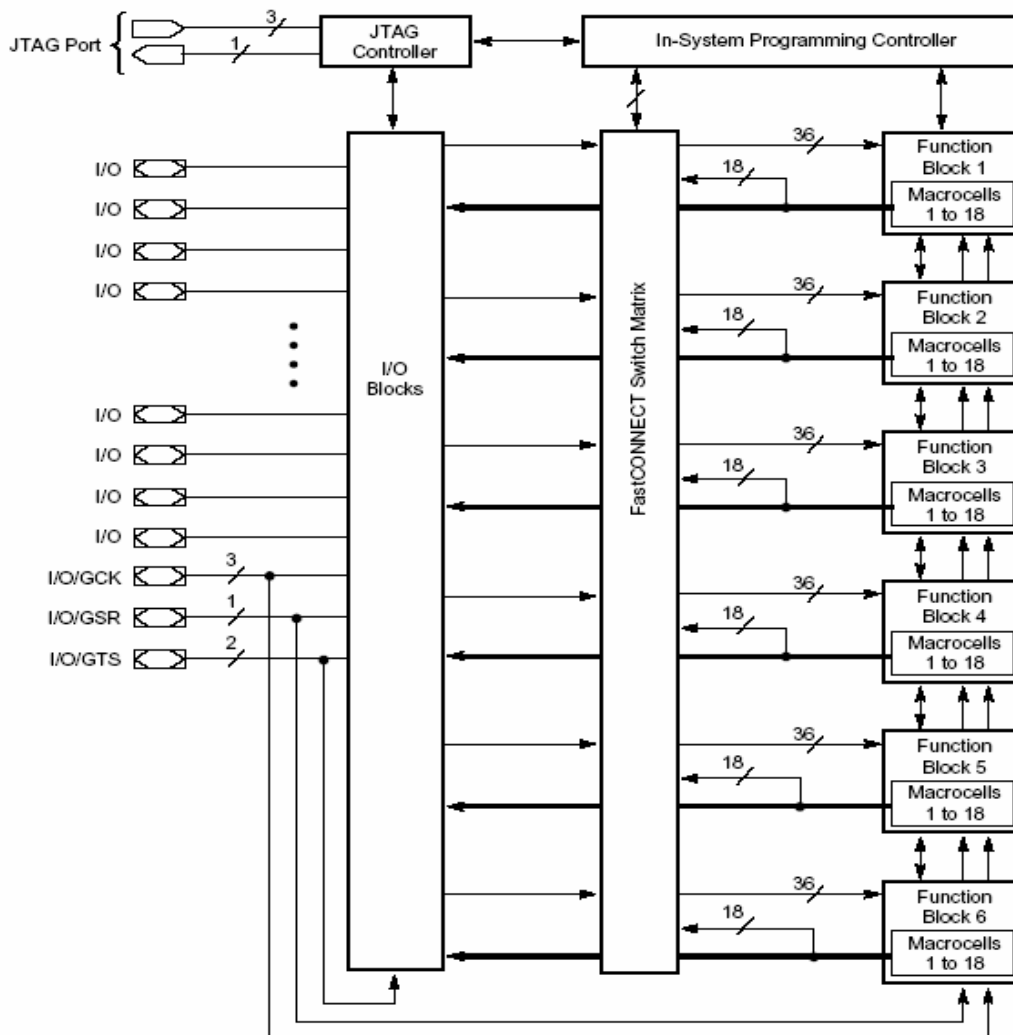 3
JTAG Port
1
JTAG
Controller
In-System Programming Controller
I/O
I/O
I/O
I/O
I/O
I/O
I/O
I/O
I/O/GCK
3
I/O/GSR
1
I/O/GTS
2
I/O
Blocks
FastCONNECT Switch Matrix
36
18
Function
Block 1
Macrocells
1 to 18
36
18
Function
Block 2
Macrocells
1 to 18
36
18
Function
Block 3
Macrocells
1 to 18
36
18
Function
Block 4
Macrocells
1 to 18
36
18
Function
Block 5
Macrocells
1 to 18
36
18
Function
Block 6
Macrocells
1 to 18